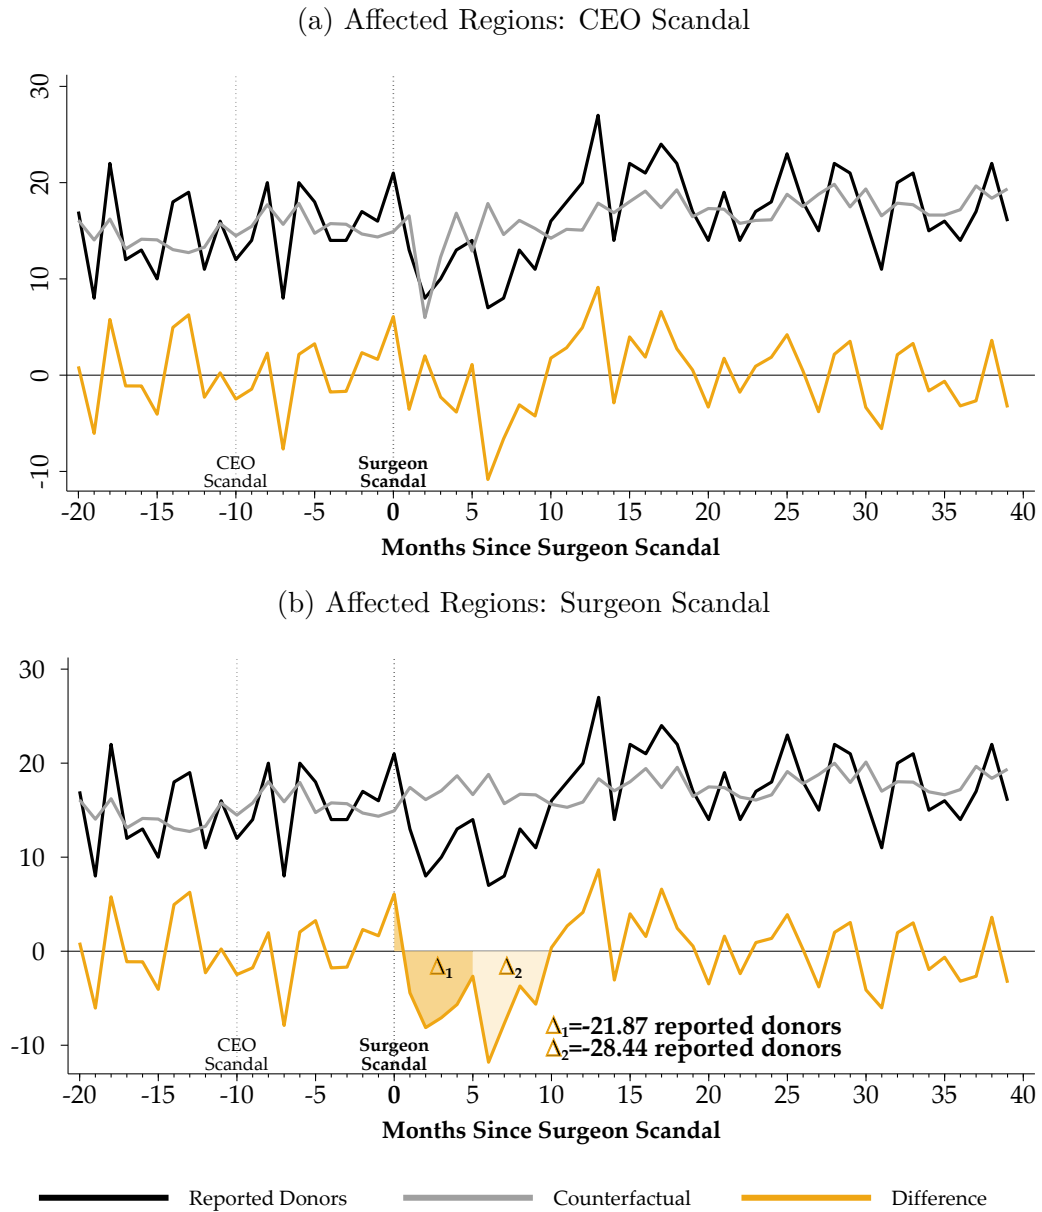 (a) Affected Regions: CEO Scandal
30
20
10
0
-10
CEO
Scandal
Surgeon
Scandal
-20 -15 -10 -5 0 5 10 15 20 25 30 35 40
Months Since Surgeon Scandal
(b) Affected Regions: Surgeon Scandal
30
20
10
0
-10
Δ₁
Δ₂
Δ₁=-21.87 reported donors
Δ₂=-28.44 reported donors
CEO
Scandal
Surgeon
Scandal
-20 -15 -10 -5 0 5 10 15 20 25 30 35 40
Months Since Surgeon Scandal
Reported Donors Counterfactual Difference